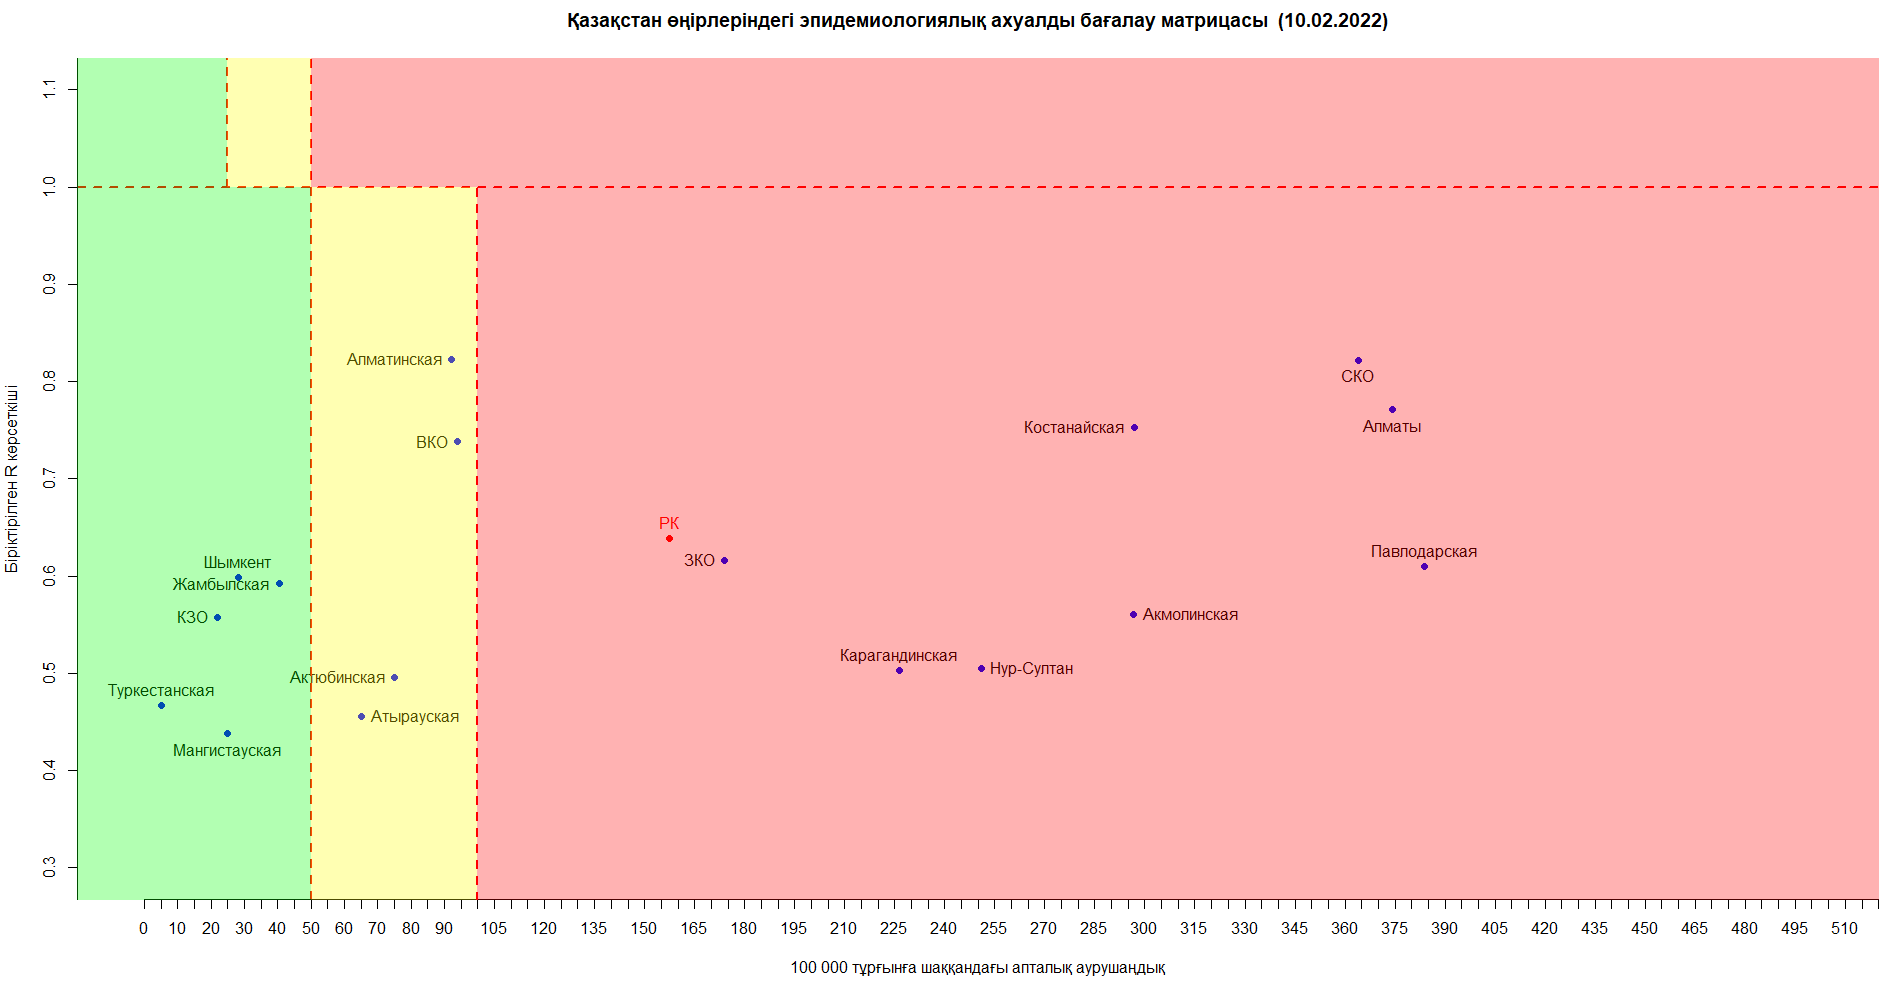 Қазақстан өңірлеріндегі эпидемиологиялық ахуалды бағалау матрицасы (10.02.2022)
1.1
1.0
0.9
0.8
0.7
0.6
0.5
0.4
0.3
Біріктірілген R көрсеткіші
Алматинская
СКО
Алматы
Костанайская
ВКО
РК
ЗКО
Павлодарская
Шымкент
Жамбылская
КЗО
Акмолинская
Карагандинская
Нур-Султан
Актюбинская
Туркестанская
Атырауская
Мангистауская
0 10 20 30 40 50 60 70 80 90 105 120 135 150 165 180 195 210 225 240 255 270 285 300 315 330 345 360 375 390 405 420 435 450 465 480 495 510
100 000 тұрғынға шаққандағы апталық аурушаңдық